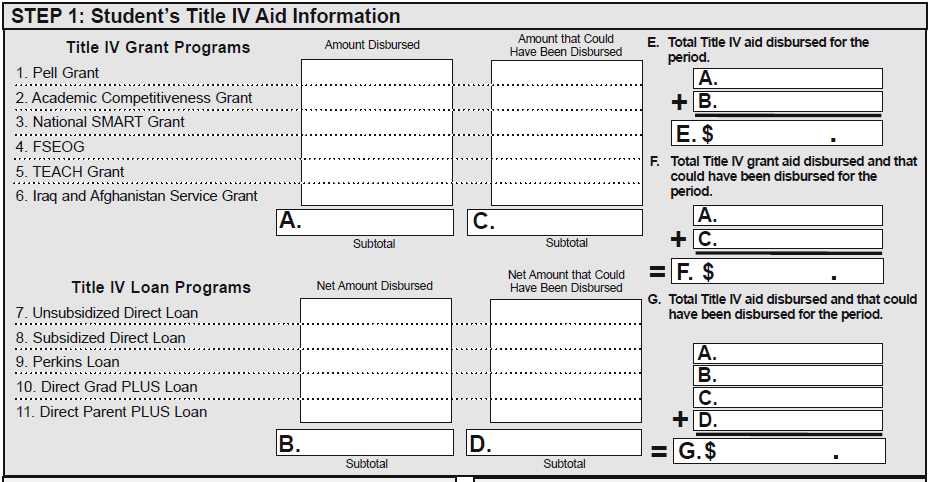 STEP 1: Student's Title IV Aid Information
Title IV Grant Programs
Amount Disbursed
Amount that Could
Have Been Disbursed
1. Pell Grant
2. Academic Competitiveness Grant
3. National SMART Grant
4. FSEOG
5. TEACH Grant
6. Iraq and Afghanistan Service Grant
A.
Subtotal
C.
Subtotal
Title IV Loan Programs
Net Amount Disbursed
Net Amount that Could
Have Been Disbursed
7. Unsubsidized Direct Loan
8. Subsidized Direct Loan
9. Perkins Loan
10. Direct Grad PLUS Loan
11. Direct Parent PLUS Loan
B.
Subtotal
D.
Subtotal
E. Total Title IV aid disbursed for the
period.
A.
+ B.
E. $ .
F. Total Title IV grant aid disbursed and that
could have been disbursed for the
period.
A.
+ C.
= F. $ .
G. Total Title IV aid disbursed and that could
have been disbursed for the period.
A.
B.
C.
+ D.
= G. $ .